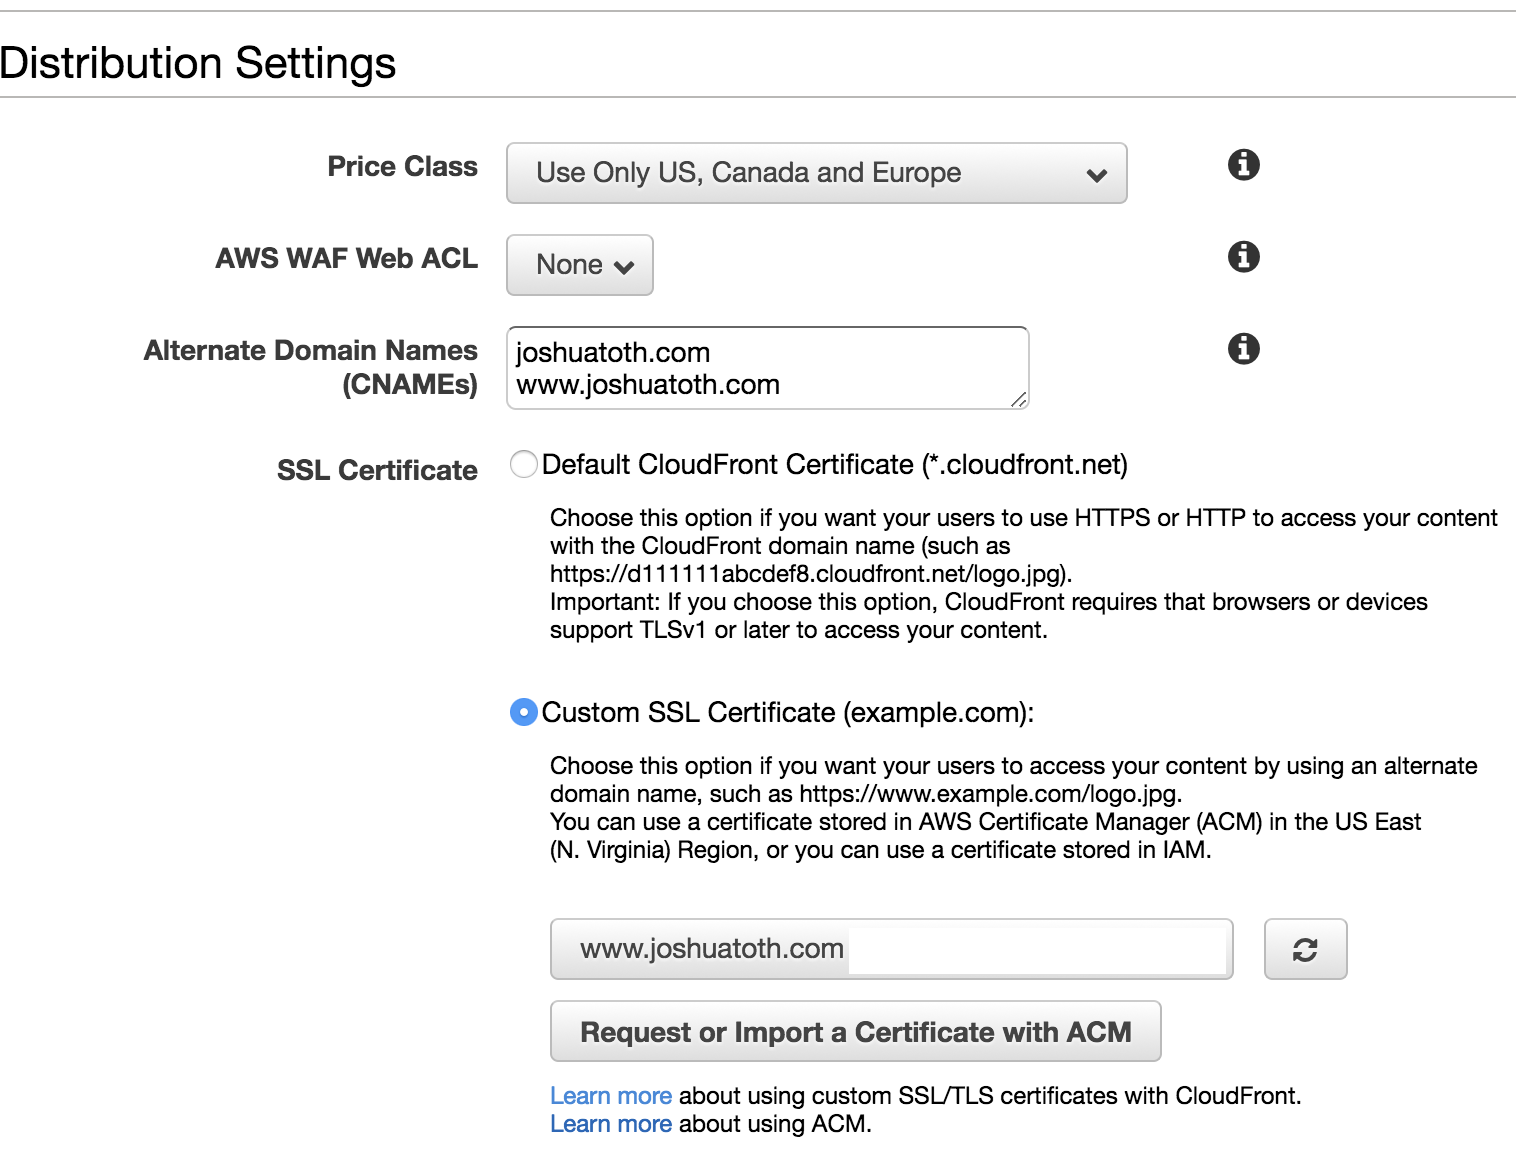 Distribution Settings
Price Class
Use Only US, Canada and Europe
AWS WAF Web ACL
None
Alternate Domain Names
(CNAMEs)
joshuatoth.com
www.joshuatoth.com
SSL Certificate
Default CloudFront Certificate (*.cloudfront.net)
Choose this option if you want your users to use HTTPS or HTTP to access your content
with the CloudFront domain name (such as
https://d111111abcdef8.cloudfront.net/logo.jpg).
Important: If you choose this option, CloudFront requires that browsers or devices
support TLSv1 or later to access your content.
Custom SSL Certificate (example.com):
Choose this option if you want your users to access your content by using an alternate
domain name, such as https://www.example.com/logo.jpg.
You can use a certificate stored in AWS Certificate Manager (ACM) in the US East
(N. Virginia) Region, or you can use a certificate stored in IAM.
www.joshuatoth.com
Request or Import a Certificate with ACM
Learn more about using custom SSL/TLS certificates with CloudFront.
Learn more about using ACM.